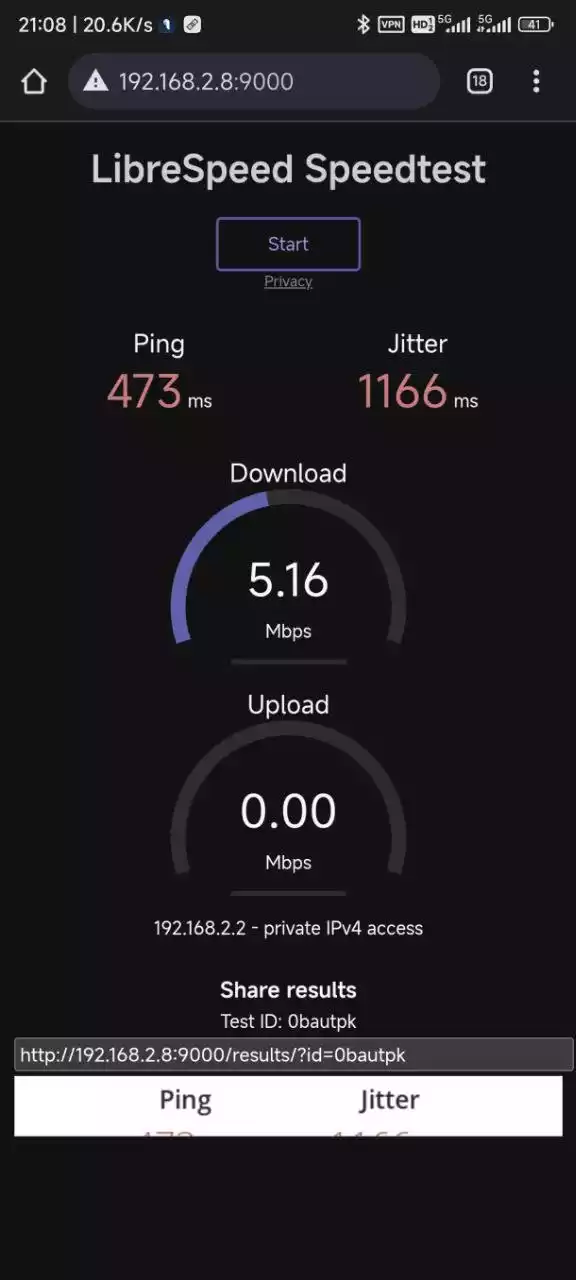 21:08 | 20.6K/s VPN HD 5G 5G 41
192.168.2.8:9000 18
LibreSpeed Speedtest
Start
Privacy
Ping Jitter
473 ms 1166 ms
Download
5.16
Mbps
Upload
0.00
Mbps
192.168.2.2 - private IPv4 access
Share results
Test ID: 0bautpk
http://192.168.2.8:9000/results/?id=0bautpk
Ping Jitter